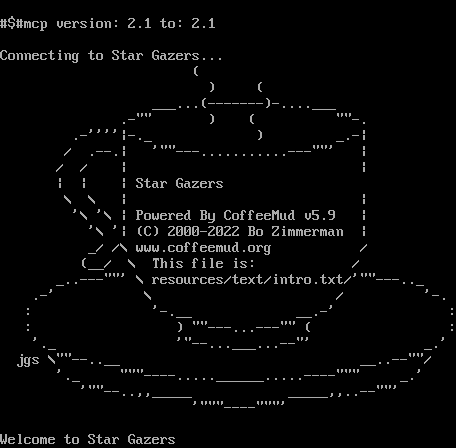 #$#mcp version: 2.1 to: 2.1
Connecting to Star Gazers...
Star Gazers
Powered By CoffeeMud v5.9
(C) 2000-2022 Bo Zimmerman
www.coffeemud.org
This file is:
resources/text/intro.txt
jgs
Welcome to Star Gazers